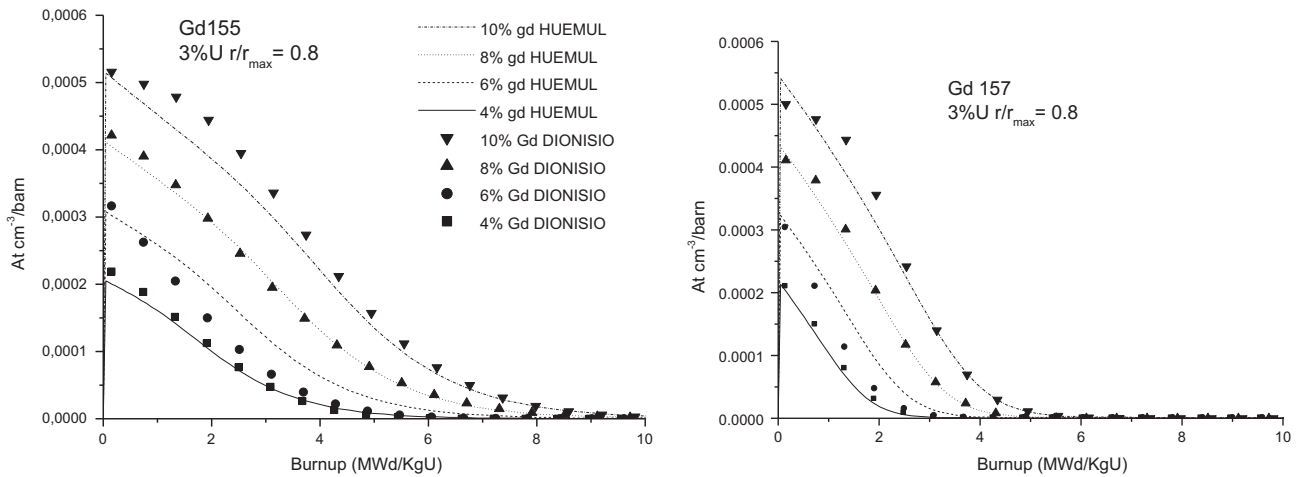 Gd155
3%U r/rmax= 0.8
10% gd HUEMUL
8% gd HUEMUL
6% gd HUEMUL
4% gd HUEMUL
10% Gd DIONISIO
8% Gd DIONISIO
6% Gd DIONISIO
4% Gd DIONISIO
0,0006
0,0005
0,0004
0,0003
0,0002
0,0001
0,0000
At cm-3/barn
0 2 4 6 8 10
Burnup (MWd/KgU)
Gd 157
3%U r/rmax= 0.8
0.0006
0.0005
0.0004
0.0003
0.0002
0.0001
0.0000
At cm-3/barn
0 2 4 6 8 10
Burnup (MWd/KgU)